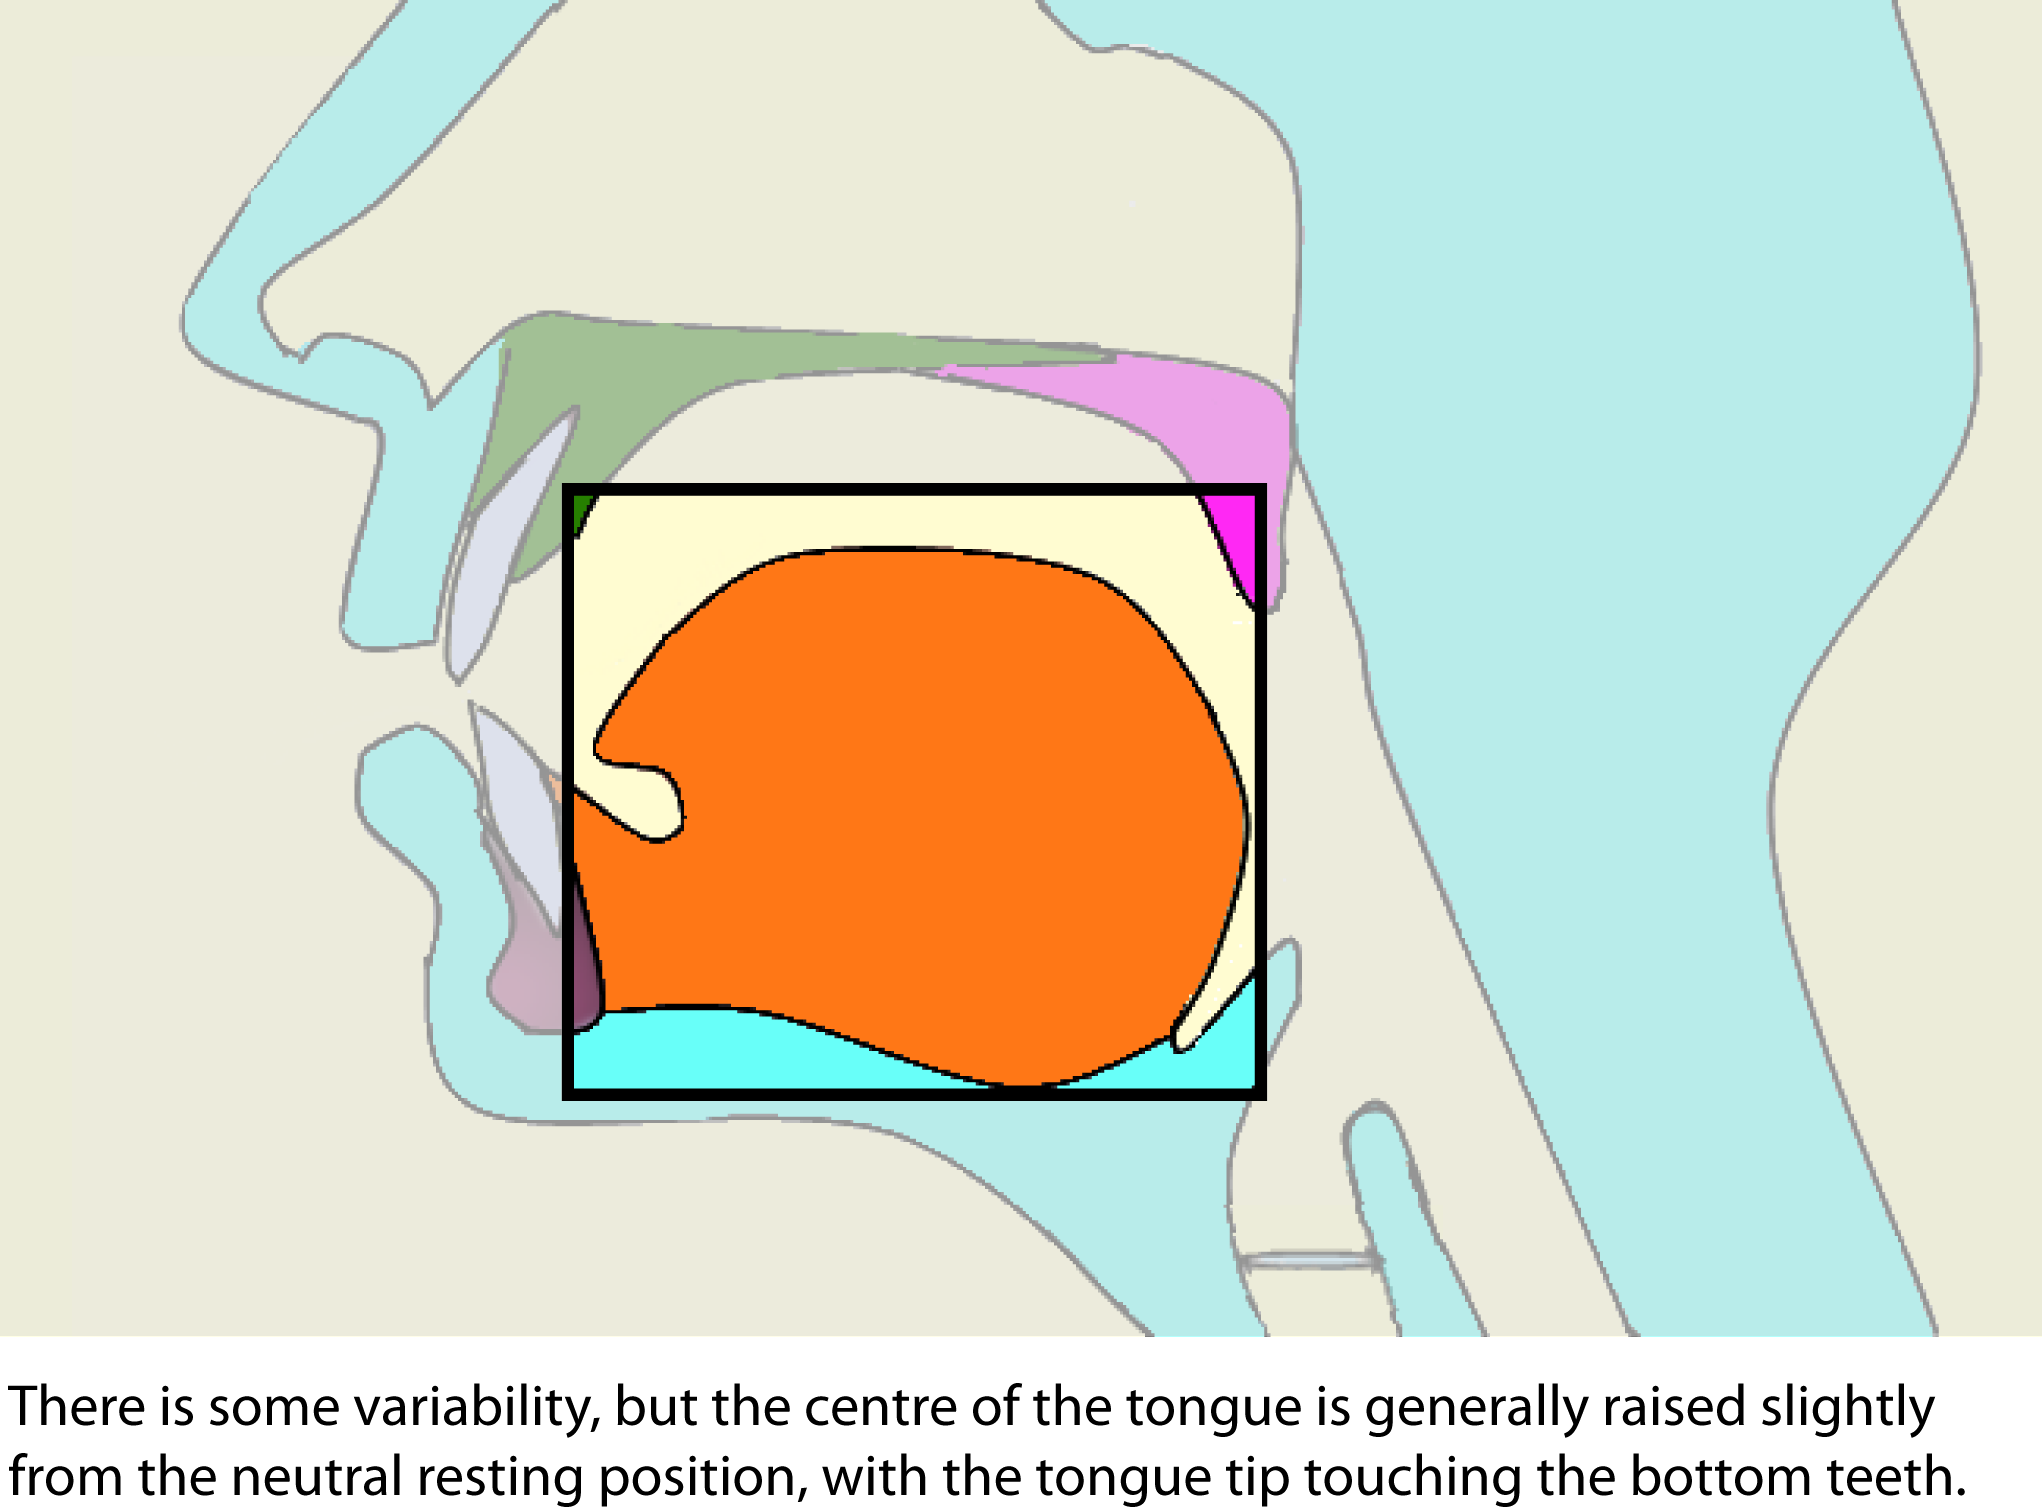 There is some variability, but the centre of the tongue is generally raised slightly
from the neutral resting position, with the tongue tip touching the bottom teeth.